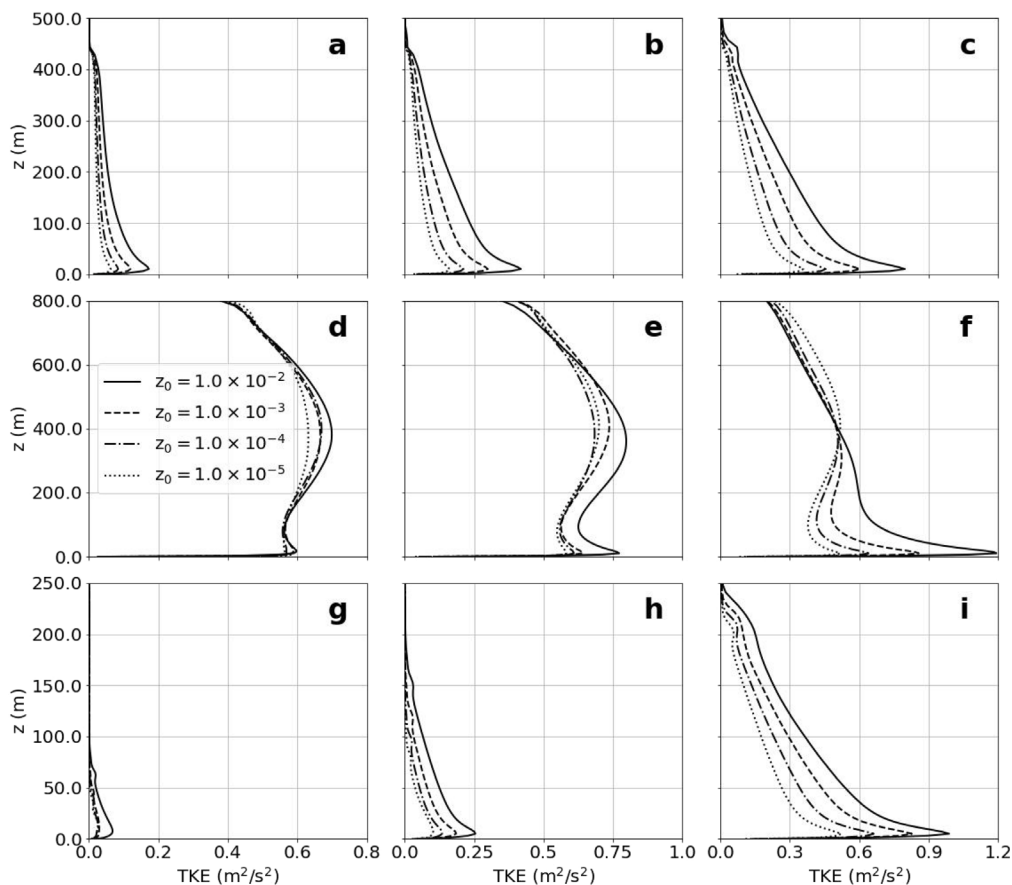 500.0
400.0
300.0
200.0
100.0
0.0
z (m)
a
b
c
800.0
600.0
400.0
200.0
0.0
z (m)
d
e
f
z₀ = 1.0 × 10⁻²
z₀ = 1.0 × 10⁻³
z₀ = 1.0 × 10⁻⁴
z₀ = 1.0 × 10⁻⁵
250.0
200.0
150.0
100.0
50.0
0.0
z (m)
g
h
i
0.0 0.2 0.4 0.6 0.8
0.0 0.25 0.5 0.75 1.0
0.0 0.3 0.6 0.9 1.2
TKE (m²/s²)
TKE (m²/s²)
TKE (m²/s²)